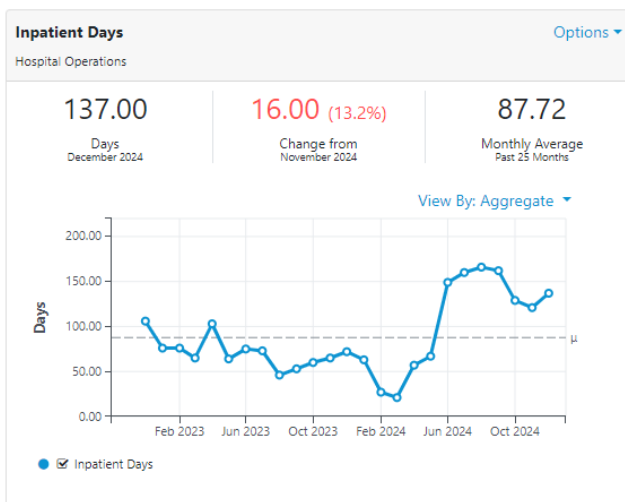 Inpatient Days
Options
Hospital Operations
137.00
Days
December 2024
16.00 (13.2%)
Change from
November 2024
87.72
Monthly Average
Past 25 Months
View By: Aggregate
Days
200.00
150.00
100.00
50.00
0.00
μ
Feb 2023 Jun 2023 Oct 2023 Feb 2024 Jun 2024 Oct 2024
Inpatient Days